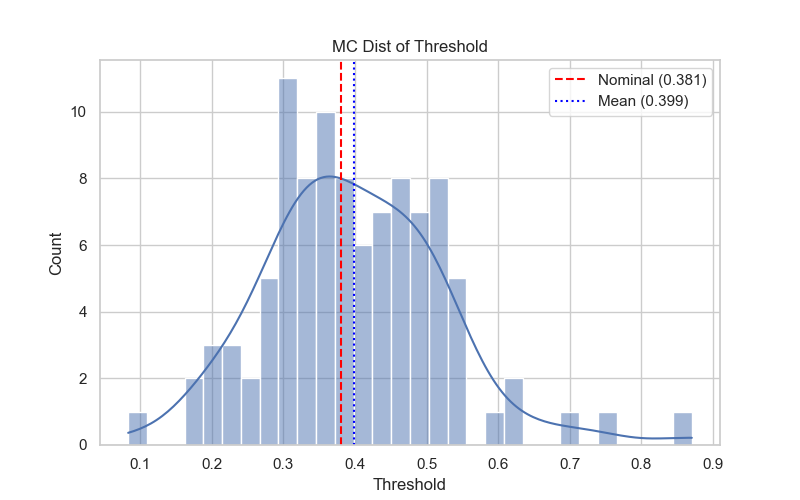 MC Dist of Threshold
Nominal (0.381)
Mean (0.399)
10
8
6
4
2
0
Count
0.1 0.2 0.3 0.4 0.5 0.6 0.7 0.8 0.9
Threshold